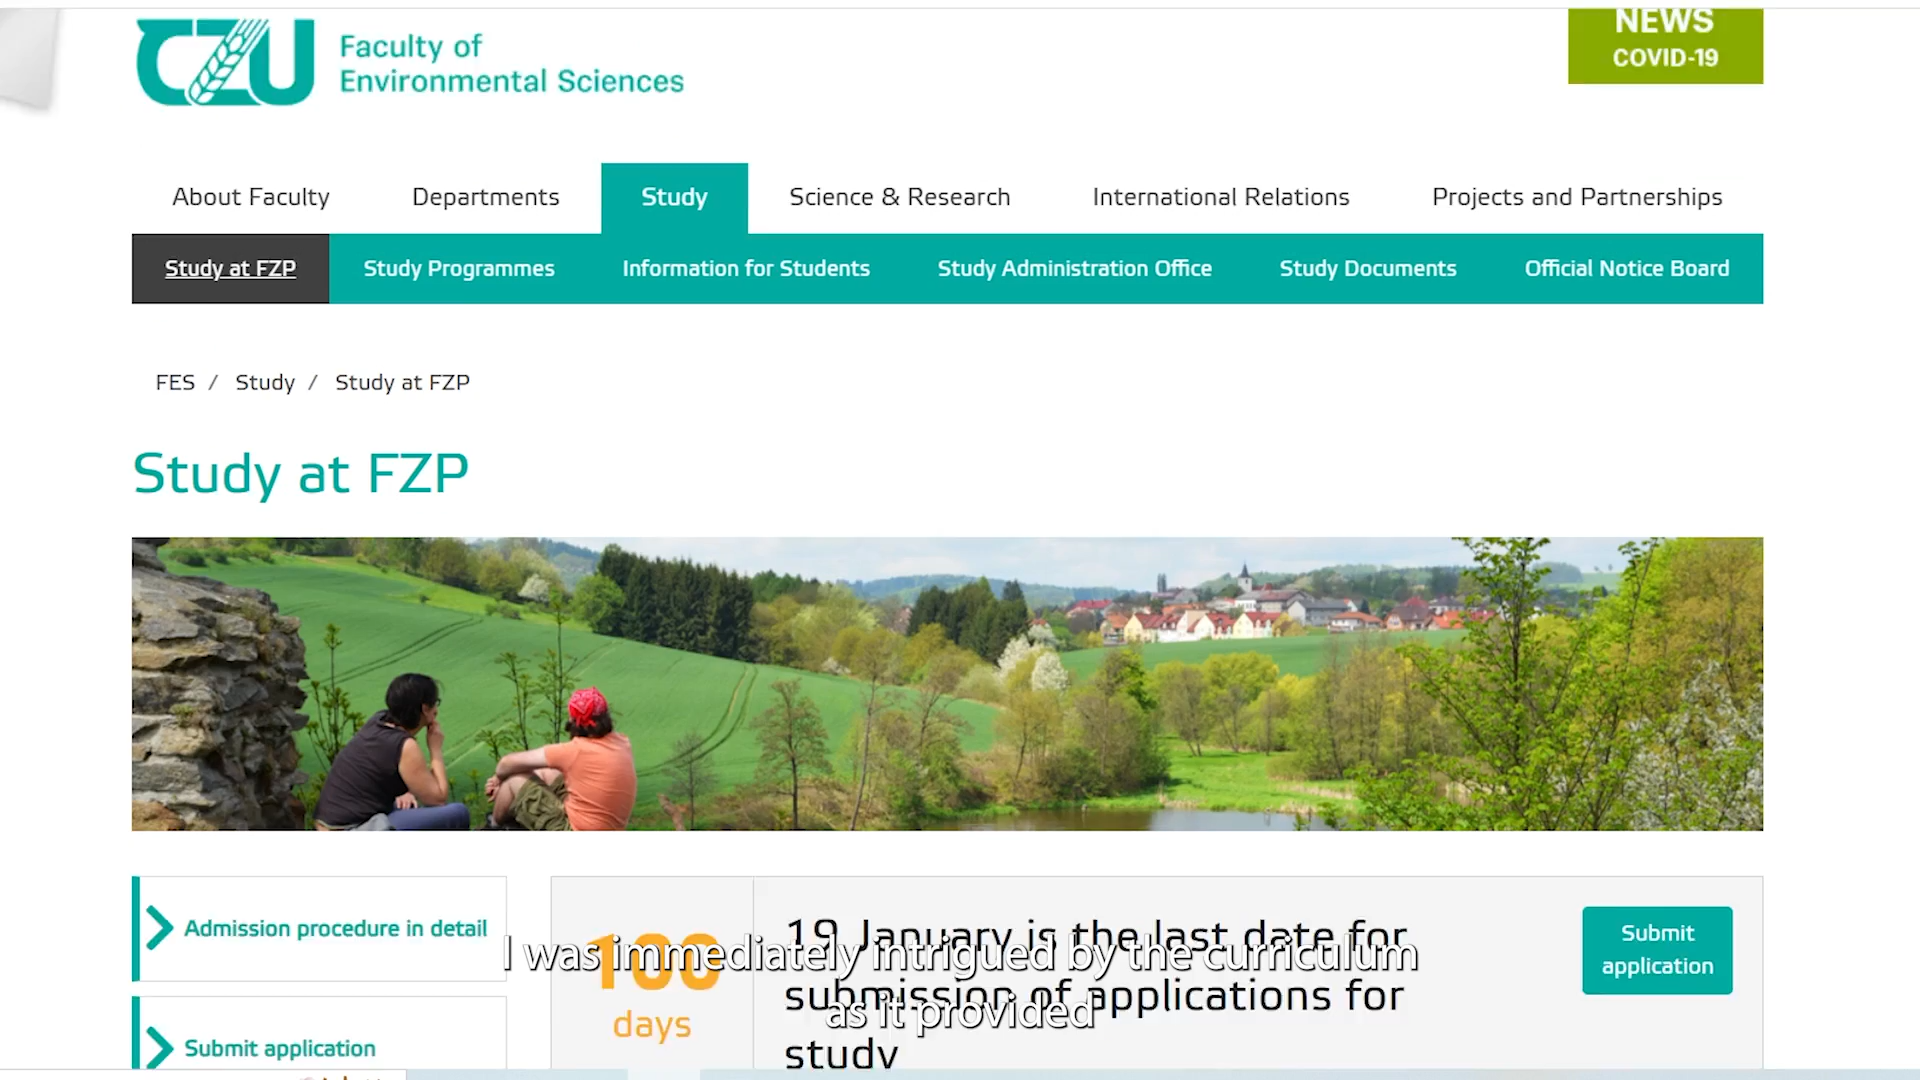 CZU
Faculty of
Environmental Sciences
NEWS
COVID-19
About Faculty
Departments
Study
Science & Research
International Relations
Projects and Partnerships
Study at FZP
Study Programmes
Information for Students
Study Administration Office
Study Documents
Official Notice Board
FES / Study / Study at FZP
Study at FZP
Admission procedure in detail
Submit application
100
days
19 January is the last date for
submission of applications for
study
Submit
application
I was immediately intrigued by the curriculum
as it provided